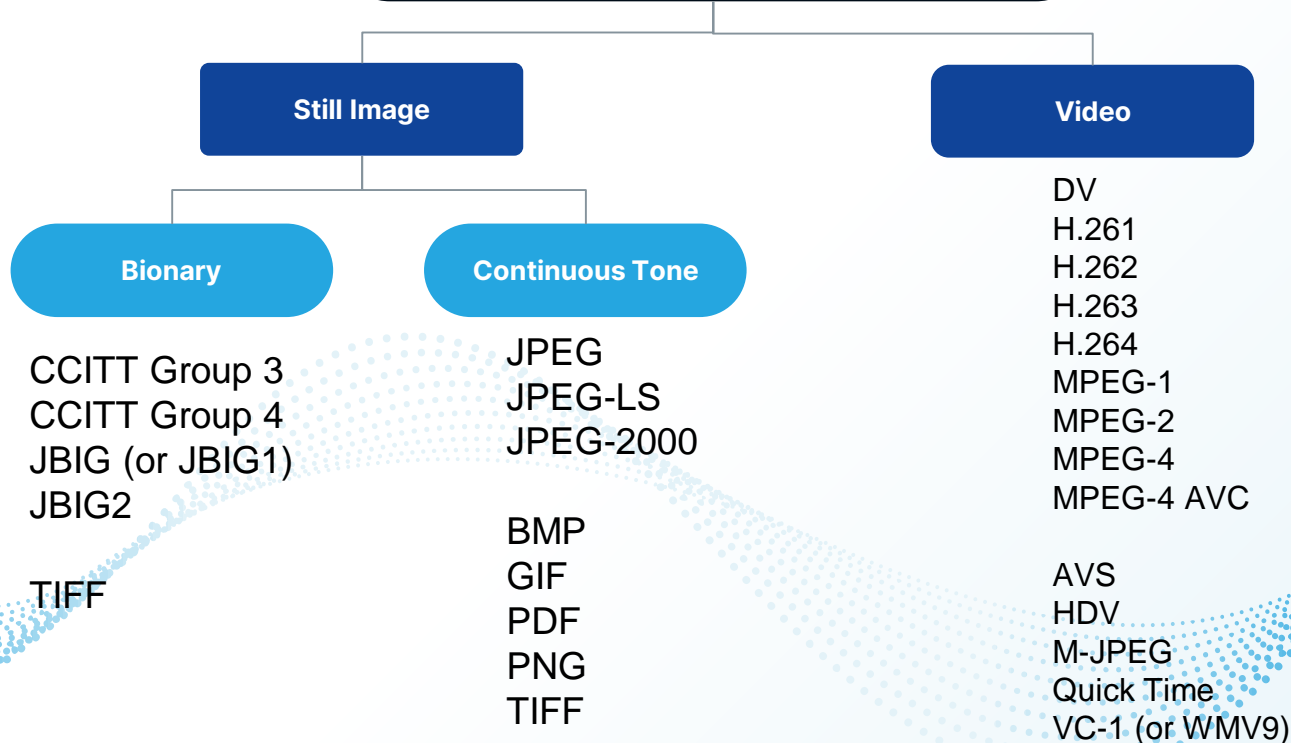 Still Image
Video
Bionary
Continuous Tone
CCITT Group 3
CCITT Group 4
JBIG (or JBIG1)
JBIG2
TIFF
JPEG
JPEG-LS
JPEG-2000
BMP
GIF
PDF
PNG
TIFF
DV
H.261
H.262
H.263
H.264
MPEG-1
MPEG-2
MPEG-4
MPEG-4 AVC
AVS
HDV
M-JPEG
Quick Time
VC-1 (or WMV9)